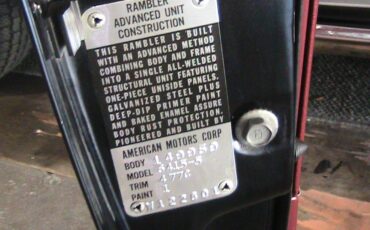 RAMBLER
ADVANCED UNIT
CONSTRUCTION
THIS RAMBLER IS BUILT
WITH AN ADVANCED METHOD
COMBINING BODY AND FRAME
INTO A SINGLE ALL-WELDED
STRUCTURAL UNIT FEATURING
ONE-PIECE UNISIDE PANELS.
GALVANIZED STEEL PLUS
DEEP-DIP PRIMER PAINT
AND BAKED ENAMEL ASSURE
BODY RUST PROTECTION.
PIONEERED AND BUILT BY
AMERICAN MOTORS CORP
BODY
MODEL
TRIM 477G
PAINT 1